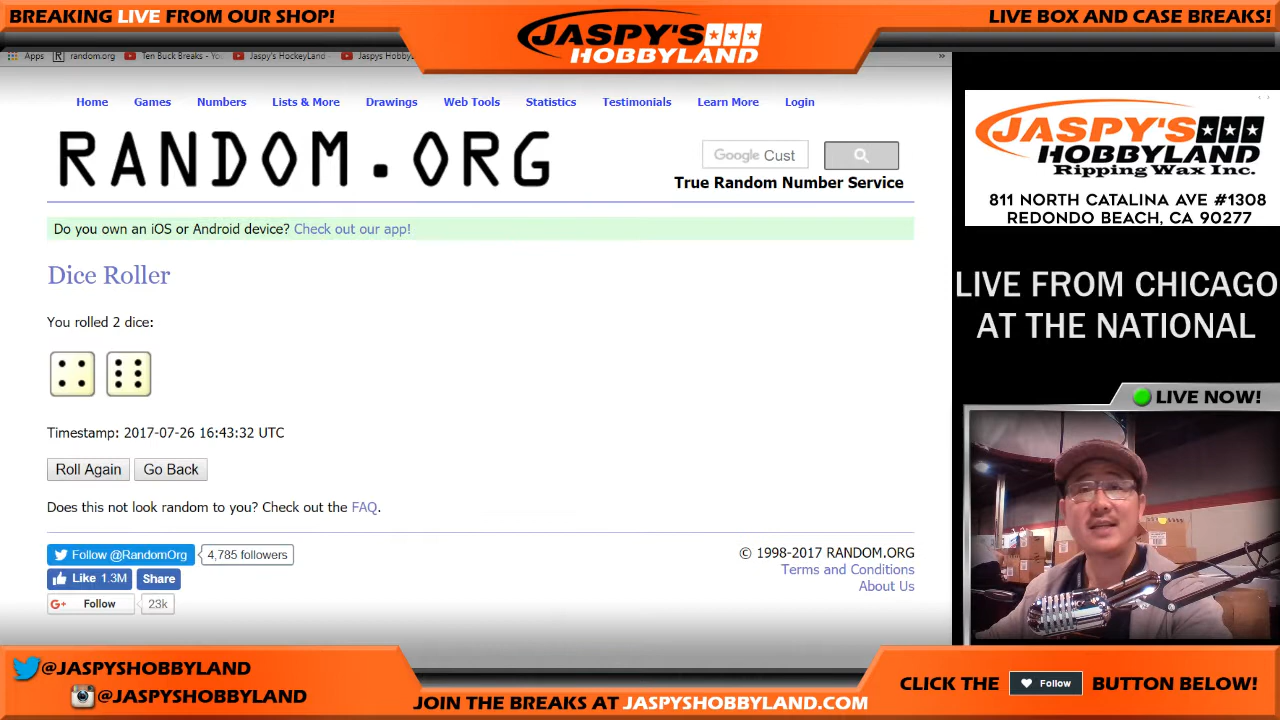 BREAKING LIVE FROM OUR SHOP!
JASPY'S
HOBBYLAND
LIVE BOX AND CASE BREAKS!
Apps
random.org
Ten Buck Breaks - Yo
Jaspy's HockeyLand -
Jaspys Hobby
»
Home Games Numbers Lists & More Drawings Web Tools Statistics Testimonials Learn More Login
RANDOM.ORG
Google Cust
True Random Number Service
Do you own an iOS or Android device? Check out our app!
Dice Roller
You rolled 2 dice:
Timestamp: 2017-07-26 16:43:32 UTC
Roll Again Go Back
Does this not look random to you? Check out the FAQ.
Follow @RandomOrg 4,785 followers
Like 1.3M Share
G+ Follow 23k
© 1998-2017 RANDOM.ORG
Terms and Conditions
About Us
JASPY'S
HOBBYLAND
Ripping Wax Inc.
811 NORTH CATALINA AVE #1308
REDONDO BEACH, CA 90277
LIVE FROM CHICAGO
AT THE NATIONAL
LIVE NOW!
@JASPYSHOBBYLAND
@JASPYSHOBBYLAND
JOIN THE BREAKS AT JASPYSHOBBYLAND.COM
CLICK THE Follow BUTTON BELOW!